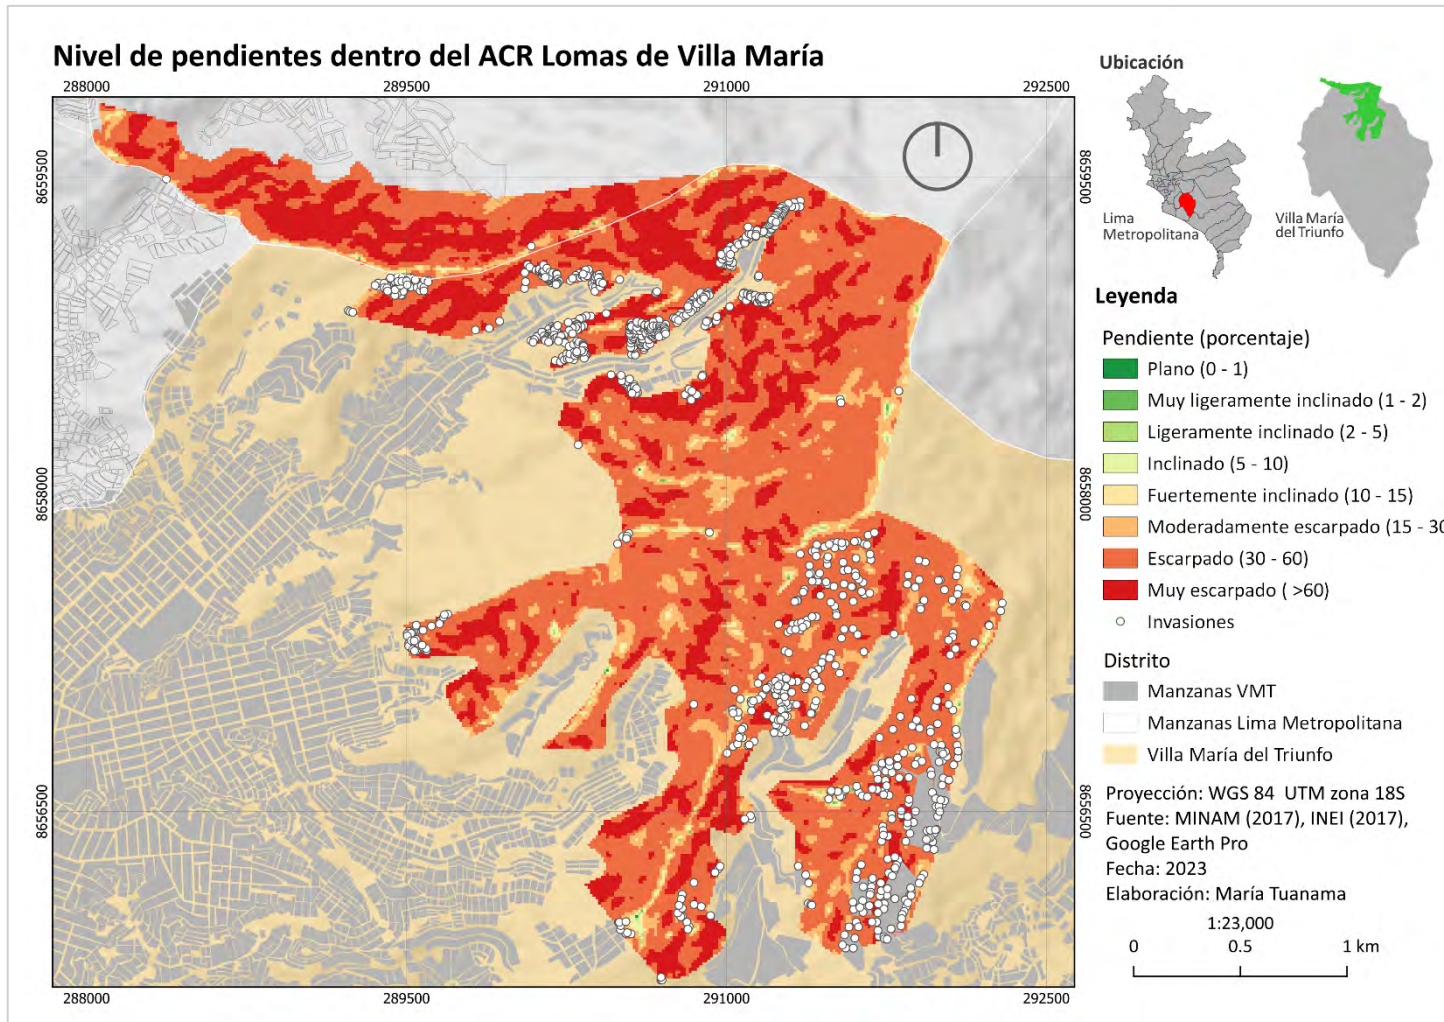 Nivel de pendientes dentro del ACR Lomas de Villa María
288000
289500
291000
292500
8659500
8659500
8658000
8658000
8656500
8656500
288000
289500
291000
292500
Ubicación
Lima
Metropolitana
Villa María
del Triunfo
Leyenda
Pendiente (porcentaje)
Plano (0 - 1)
Muy ligeramente inclinado (1 - 2)
Ligeramente inclinado (2 - 5)
Inclinado (5 - 10)
Fuertemente inclinado (10 - 15)
Moderadamente escarpado (15 - 30
Escarpado (30 - 60)
Muy escarpado ( >60)
Invasiones
Distrito
Manzanas VMT
Manzanas Lima Metropolitana
Villa María del Triunfo
Proyección: WGS 84 UTM zona 18S
Fuente: MINAM (2017), INEI (2017),
Google Earth Pro
Fecha: 2023
Elaboración: María Tuanama
1:23,000
0 0.5 1 km